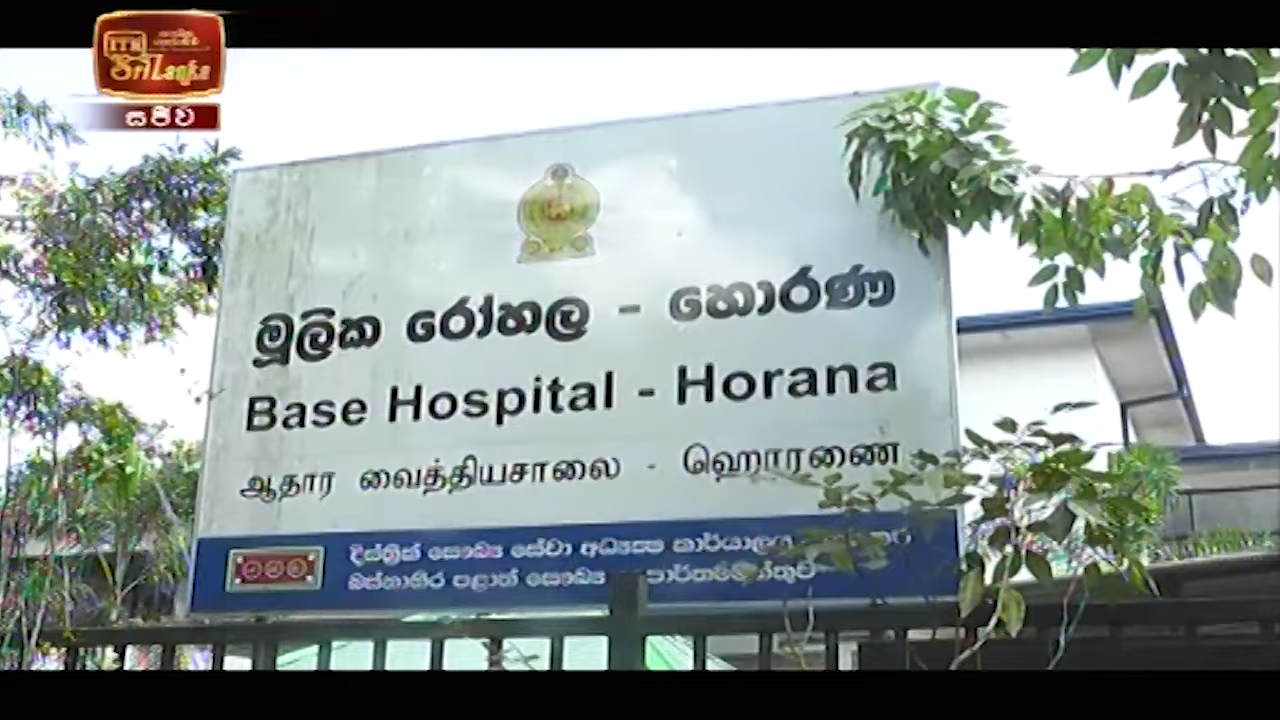 ITN
Sri Lanka
සජීව
මූලික රෝහල - හොරණ
Base Hospital - Horana
ஆதார வைத்தியசாலை - ஹொரணை
දිස්ත්‍රික් සෞඛ්‍ය සේවා අධ්‍යක්ෂ කාර්යාලය
බස්නාහිර පළාත් සෞඛ්‍ය